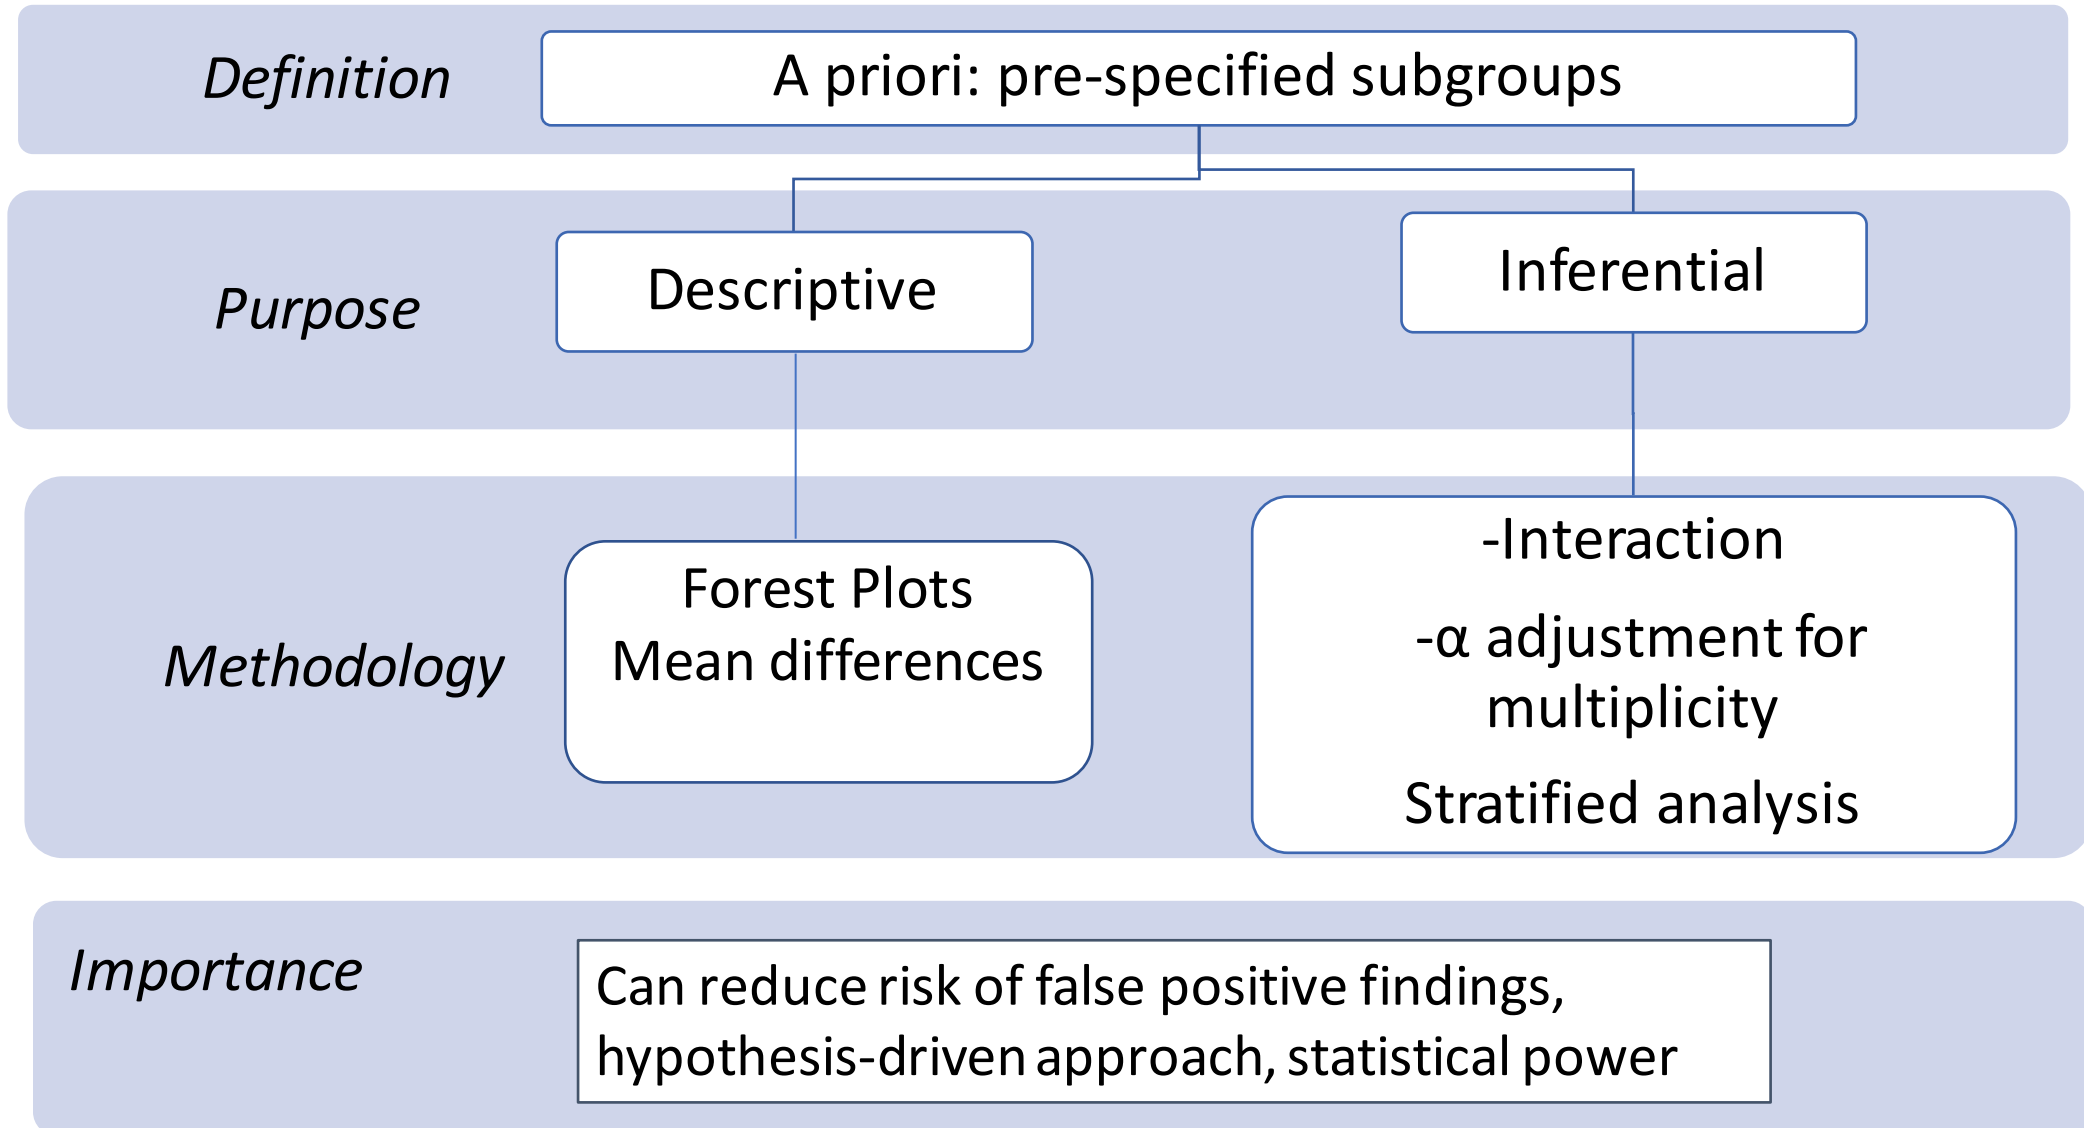 Definition
A priori: pre-specified subgroups
Purpose
Descriptive
Inferential
Methodology
Forest Plots
Mean differences
-Interaction
-α adjustment for
multiplicity
Stratified analysis
Importance
Can reduce risk of false positive findings,
hypothesis-driven approach, statistical power